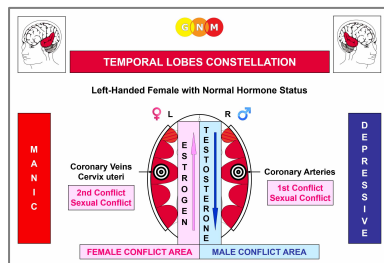 GNM
TEMPORAL LOBES CONSTELLATION
Left-Handed Female with Normal Hormone Status
♀ L R ♂
MANIC
DEPRESSIVE
ESTROGEN
TESTOSTERONE
Coronary Veins
Cervix uteri
2nd Conflict
Sexual Conflict
Coronary Arteries
1st Conflict
Sexual Conflict
FEMALE CONFLICT AREA
MALE CONFLICT AREA